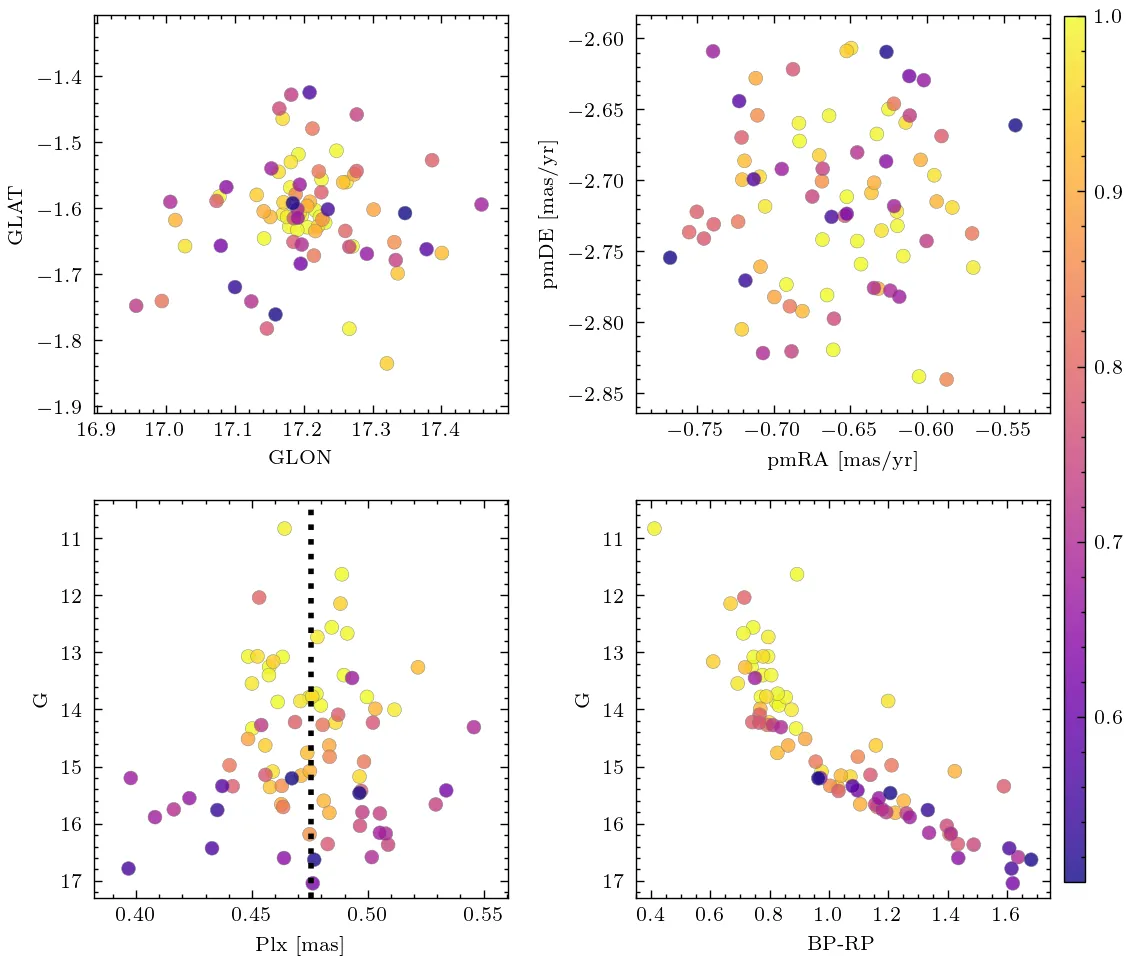 GLAT
−1.4
−1.5
−1.6
−1.7
−1.8
−1.9
16.9 17.0 17.1 17.2 17.3 17.4
GLON
pmDE [mas/yr]
−2.60
−2.65
−2.70
−2.75
−2.80
−2.85
−0.75 −0.70 −0.65 −0.60 −0.55
pmRA [mas/yr]
1.0
0.9
0.8
0.7
0.6
G
11
12
13
14
15
16
17
0.40 0.45 0.50 0.55
Plx [mas]
G
11
12
13
14
15
16
17
0.4 0.6 0.8 1.0 1.2 1.4 1.6
BP-RP